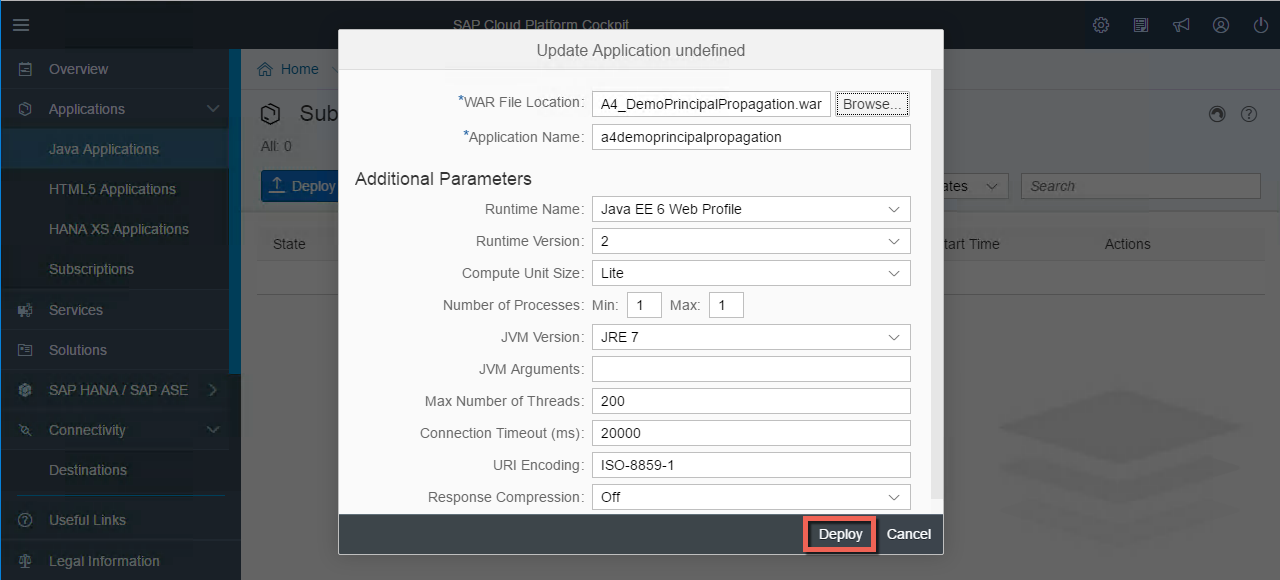 SAP Cloud Platform Cockpit
Update Application undefined
Overview
Applications
Java Applications
HTML5 Applications
HANA XS Applications
Subscriptions
Services
Solutions
SAP HANA / SAP ASE
Connectivity
Destinations
Useful Links
Legal Information
Home
All: 0
Deploy
Search
State
Actions
*WAR File Location: A4_DemoPrincipalPropagation.war Browse...
*Application Name: a4demoprincipalpropagation
Additional Parameters
Runtime Name: Java EE 6 Web Profile
Runtime Version: 2
Compute Unit Size: Lite
Number of Processes: Min: 1 Max: 1
JVM Version: JRE 7
JVM Arguments:
Max Number of Threads: 200
Connection Timeout (ms): 20000
URI Encoding: ISO-8859-1
Response Compression: Off
Deploy Cancel